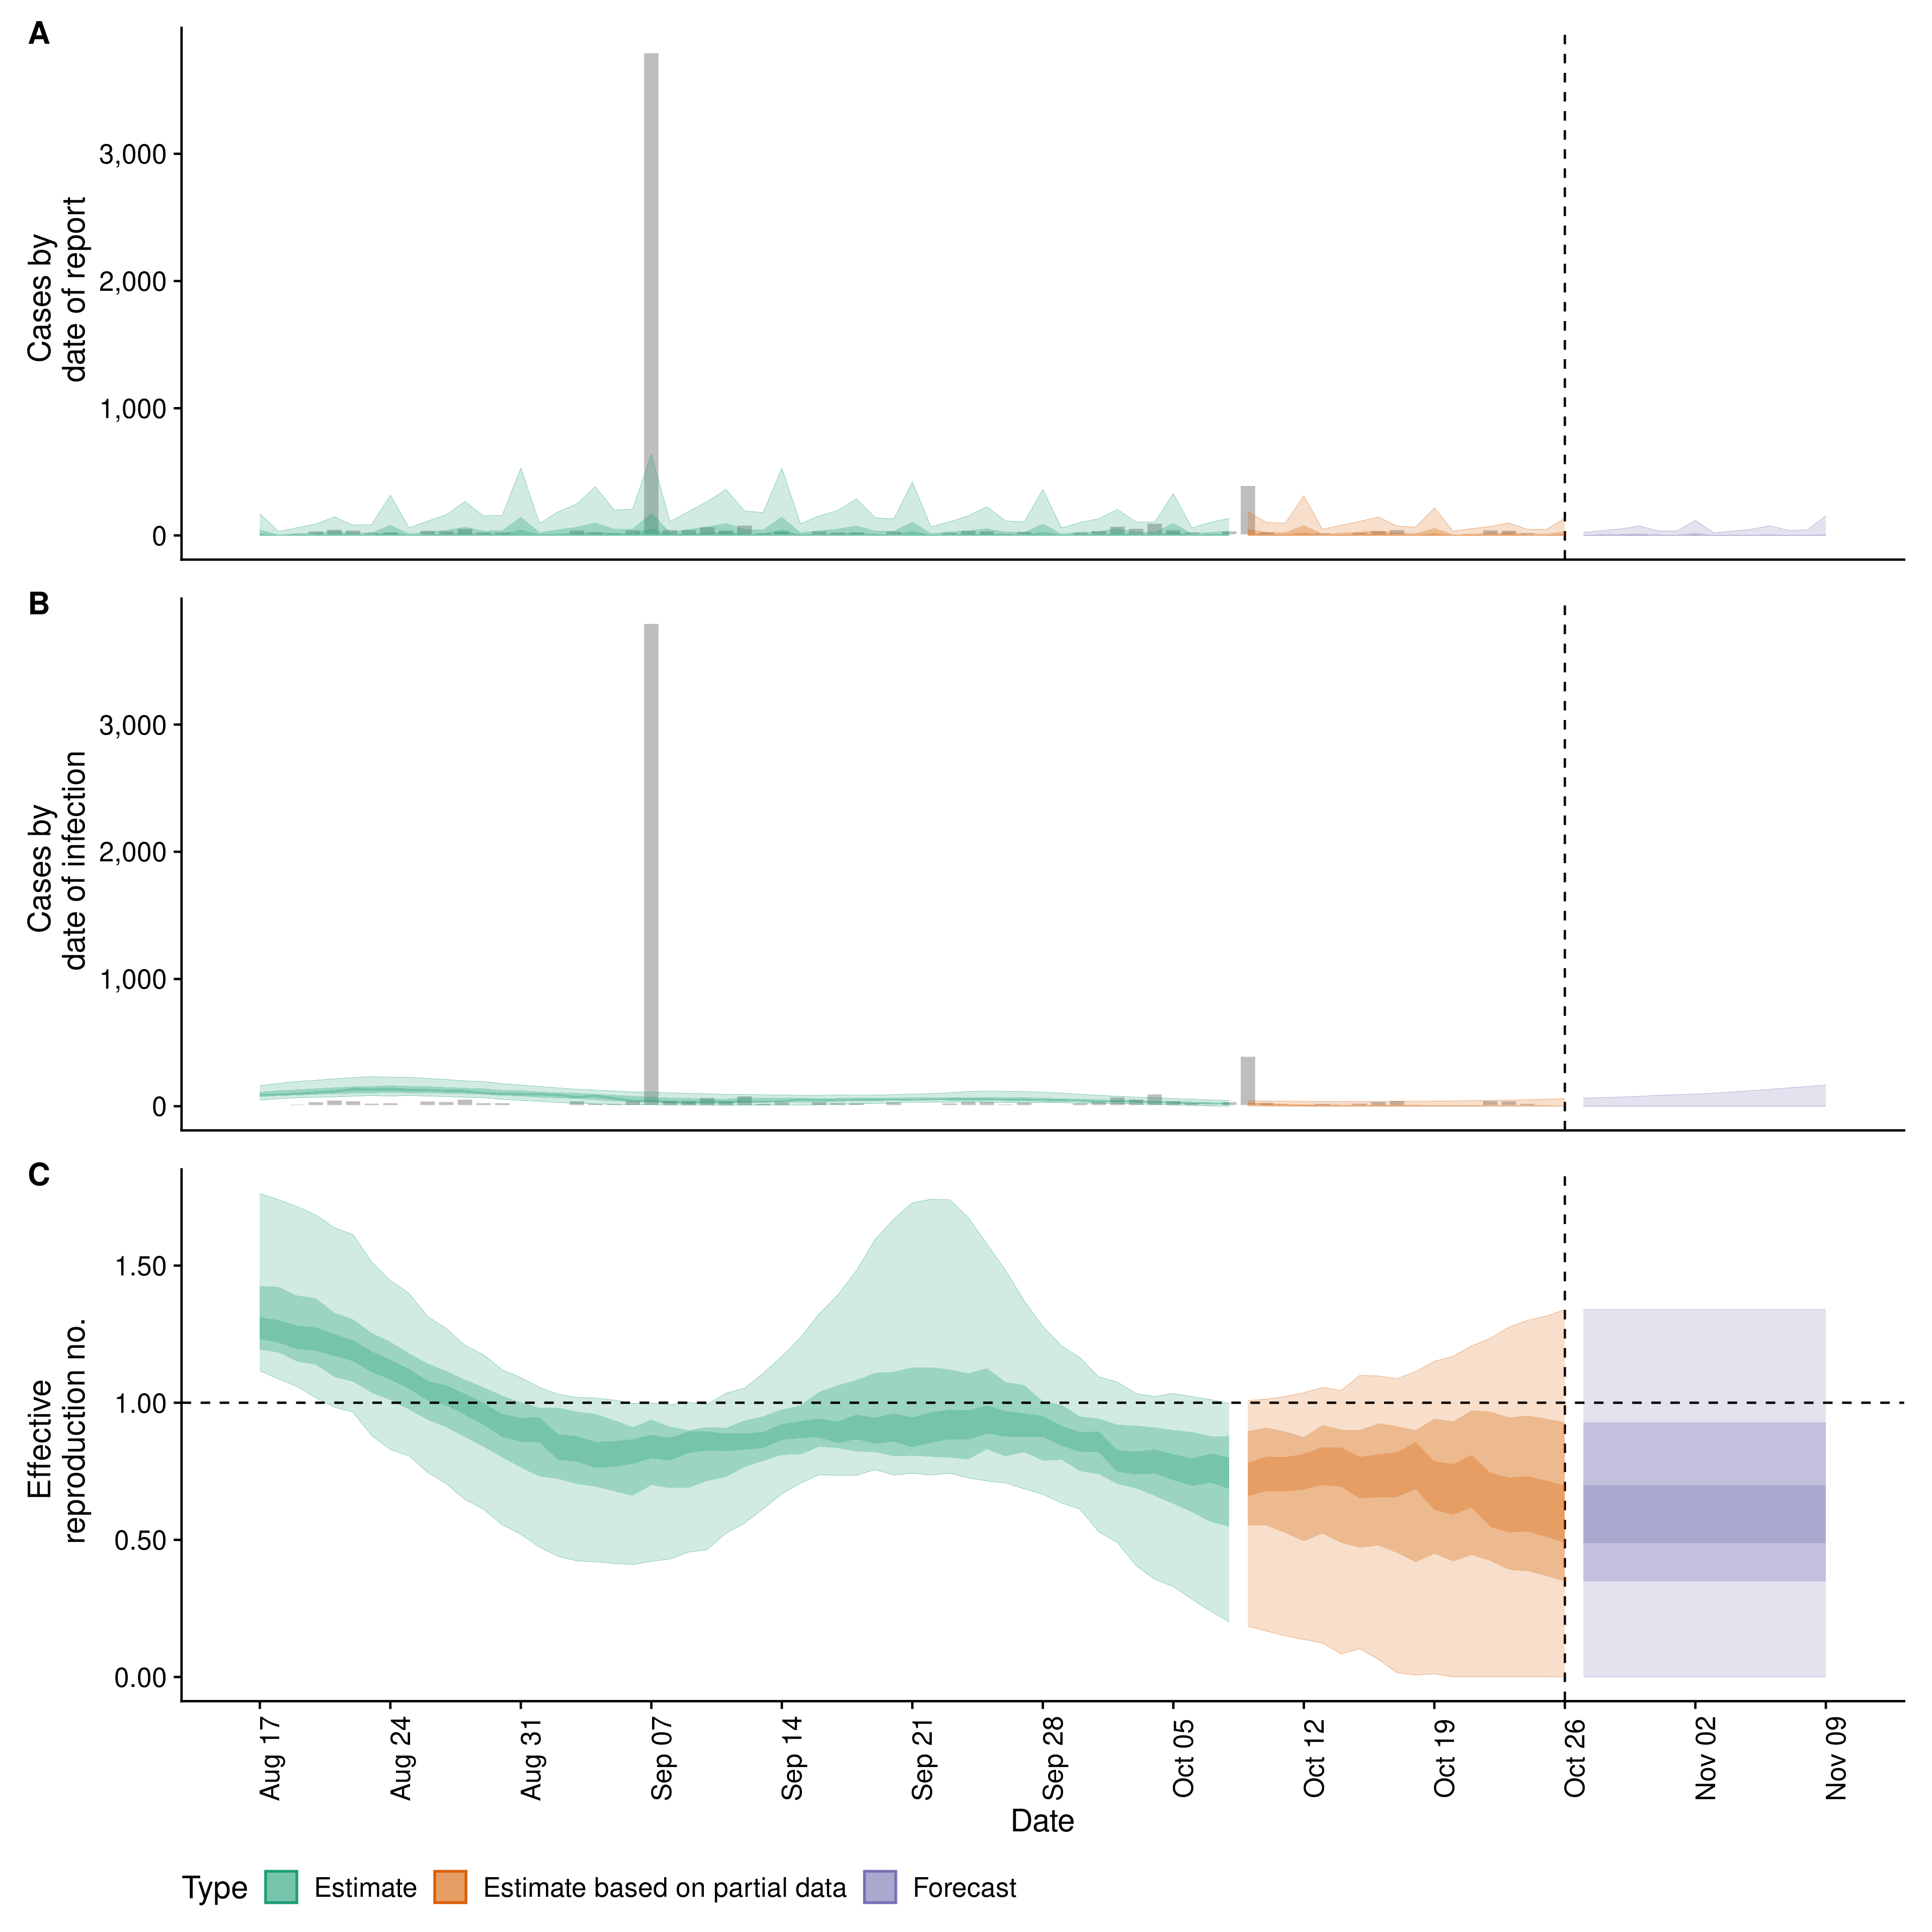 A
Cases by
date of report
3,000
2,000
1,000
0
B
Cases by
date of infection
3,000
2,000
1,000
0
C
Effective
reproduction no.
1.50
1.00
0.50
0.00
Aug 17
Aug 24
Aug 31
Sep 07
Sep 14
Sep 21
Sep 28
Oct 05
Oct 12
Oct 19
Oct 26
Nov 02
Nov 09
Date
Type Estimate Estimate based on partial data Forecast